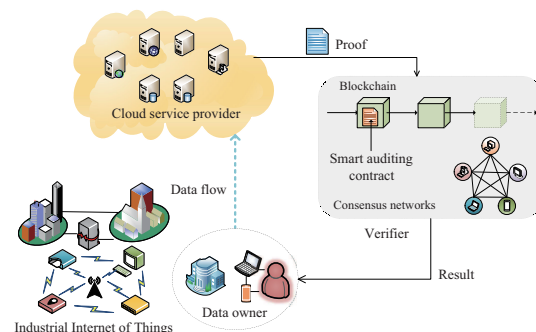 Proof
Cloud service provider
Blockchain
Smart auditing
contract
Consensus networks
Data flow
Verifier
Result
Data owner
Industrial Internet of Things